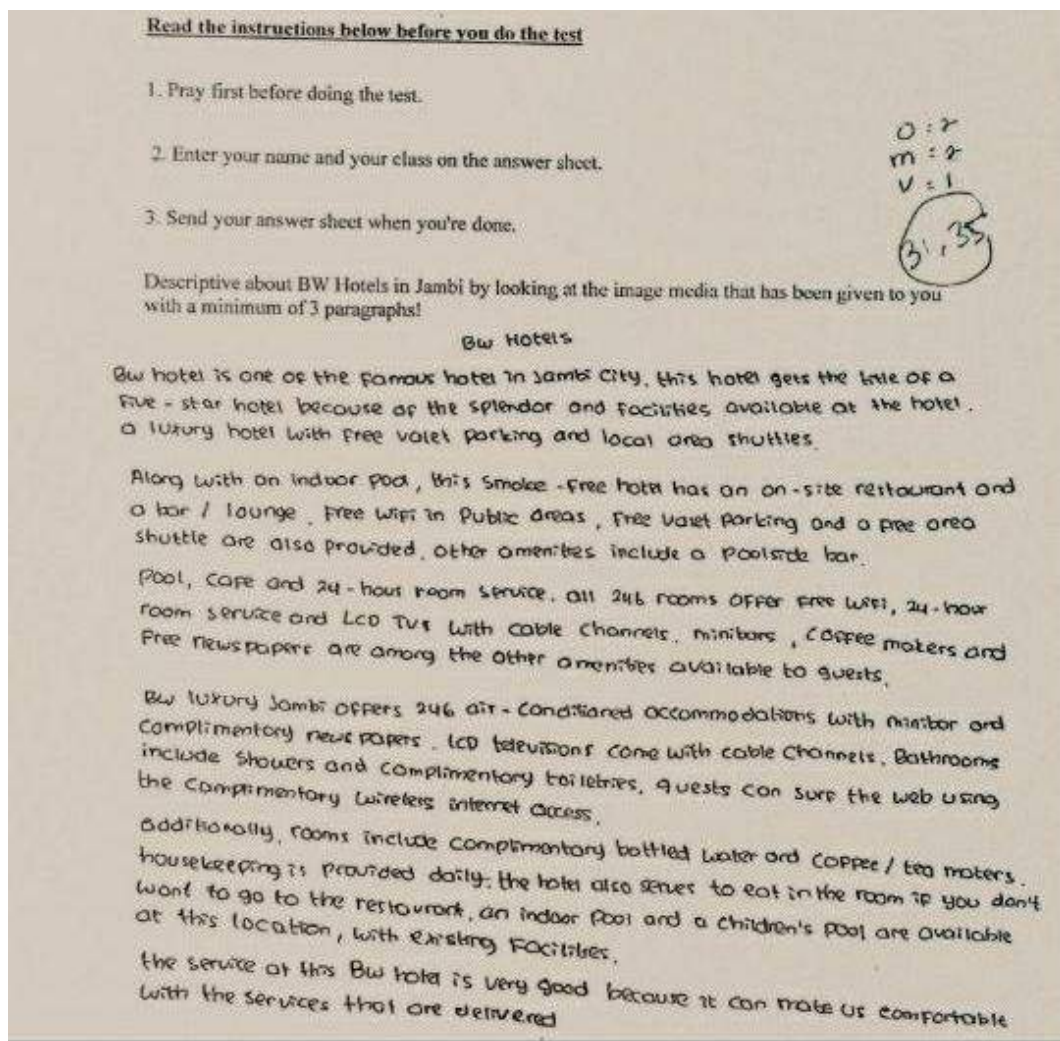 Read the instructions below before you do the test
1. Pray first before doing the test.
2. Enter your name and your class on the answer sheet.
3. Send your answer sheet when you're done.
O : 2
m = 2
V = 1
31,35
Descriptive about BW Hotels in Jambi by looking at the image media that has been given to you
with a minimum of 3 paragraphs!
BW Hotels
BW hotel is one of the famous hotel in Jambi City, this hotel gets the title of a
five - star hotel because of the splendor and facilities available at the hotel.
a luxury hotel with free valet parking and local area shuttles.
Along with an indoor pool, this smoke - free hotel has an on-site restaurant and
a bar / lounge. Free WiFi in Public areas, Free valet parking and a free area
shuttle are also provided. other amenities include a poolside bar.
Pool, cafe and 24 - hour room service. all 246 rooms offer free WiFi, 24-hour
room service and LCD TVs with cable channels. minibars, coffee makers and
free newspapers are among the other amenities available to guests.
BW luxury Jambi offers 246 air - conditioned accommodations with minibar and
complimentary news papers. LCD televisions come with cable channels. Bathrooms
include showers and complimentary toiletries, guests can surf the web using
the complimentary wireless internet access.
additionally, rooms include complimentary bottled water and coffee / tea makers.
housekeeping is provided daily. the hotel also serves to eat in the room if you don't
want to go to the restaurant, an indoor pool and a children's pool are available
at this location, with existing Facilities.
the service at this BW hotel is very good because it can make us comfortable
with the services that are delivered